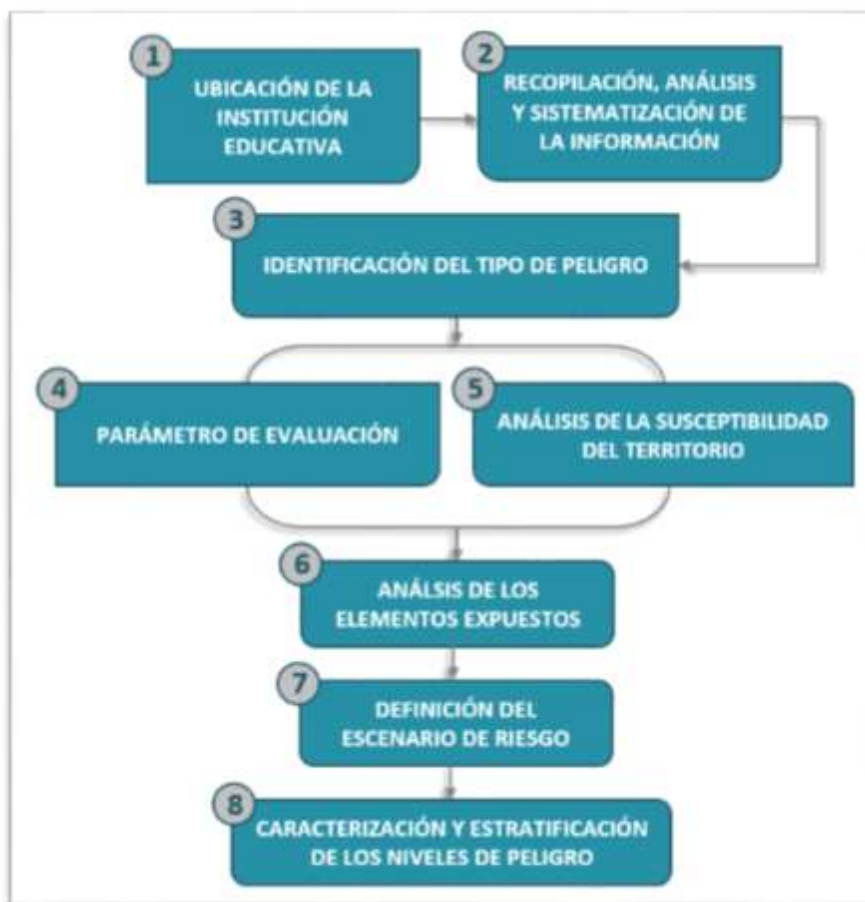 1
UBICACIÓN DE LA
INSTITUCIÓN
EDUCATIVA
2
RECOPILACIÓN, ANÁLISIS
Y SISTEMATIZACIÓN DE
LA INFORMACIÓN
3
IDENTIFICACIÓN DEL TIPO DE PELIGRO
4
PARÁMETRO DE EVALUACIÓN
5
ANÁLISIS DE LA SUSCEPTIBILIDAD
DEL TERRITORIO
6
ANÁLSIS DE LOS
ELEMENTOS EXPUESTOS
7
DEFINICIÓN DEL
ESCENARIO DE RIESGO
8
CARACTERIZACIÓN Y ESTRATIFICACIÓN
DE LOS NIVELES DE PELIGRO